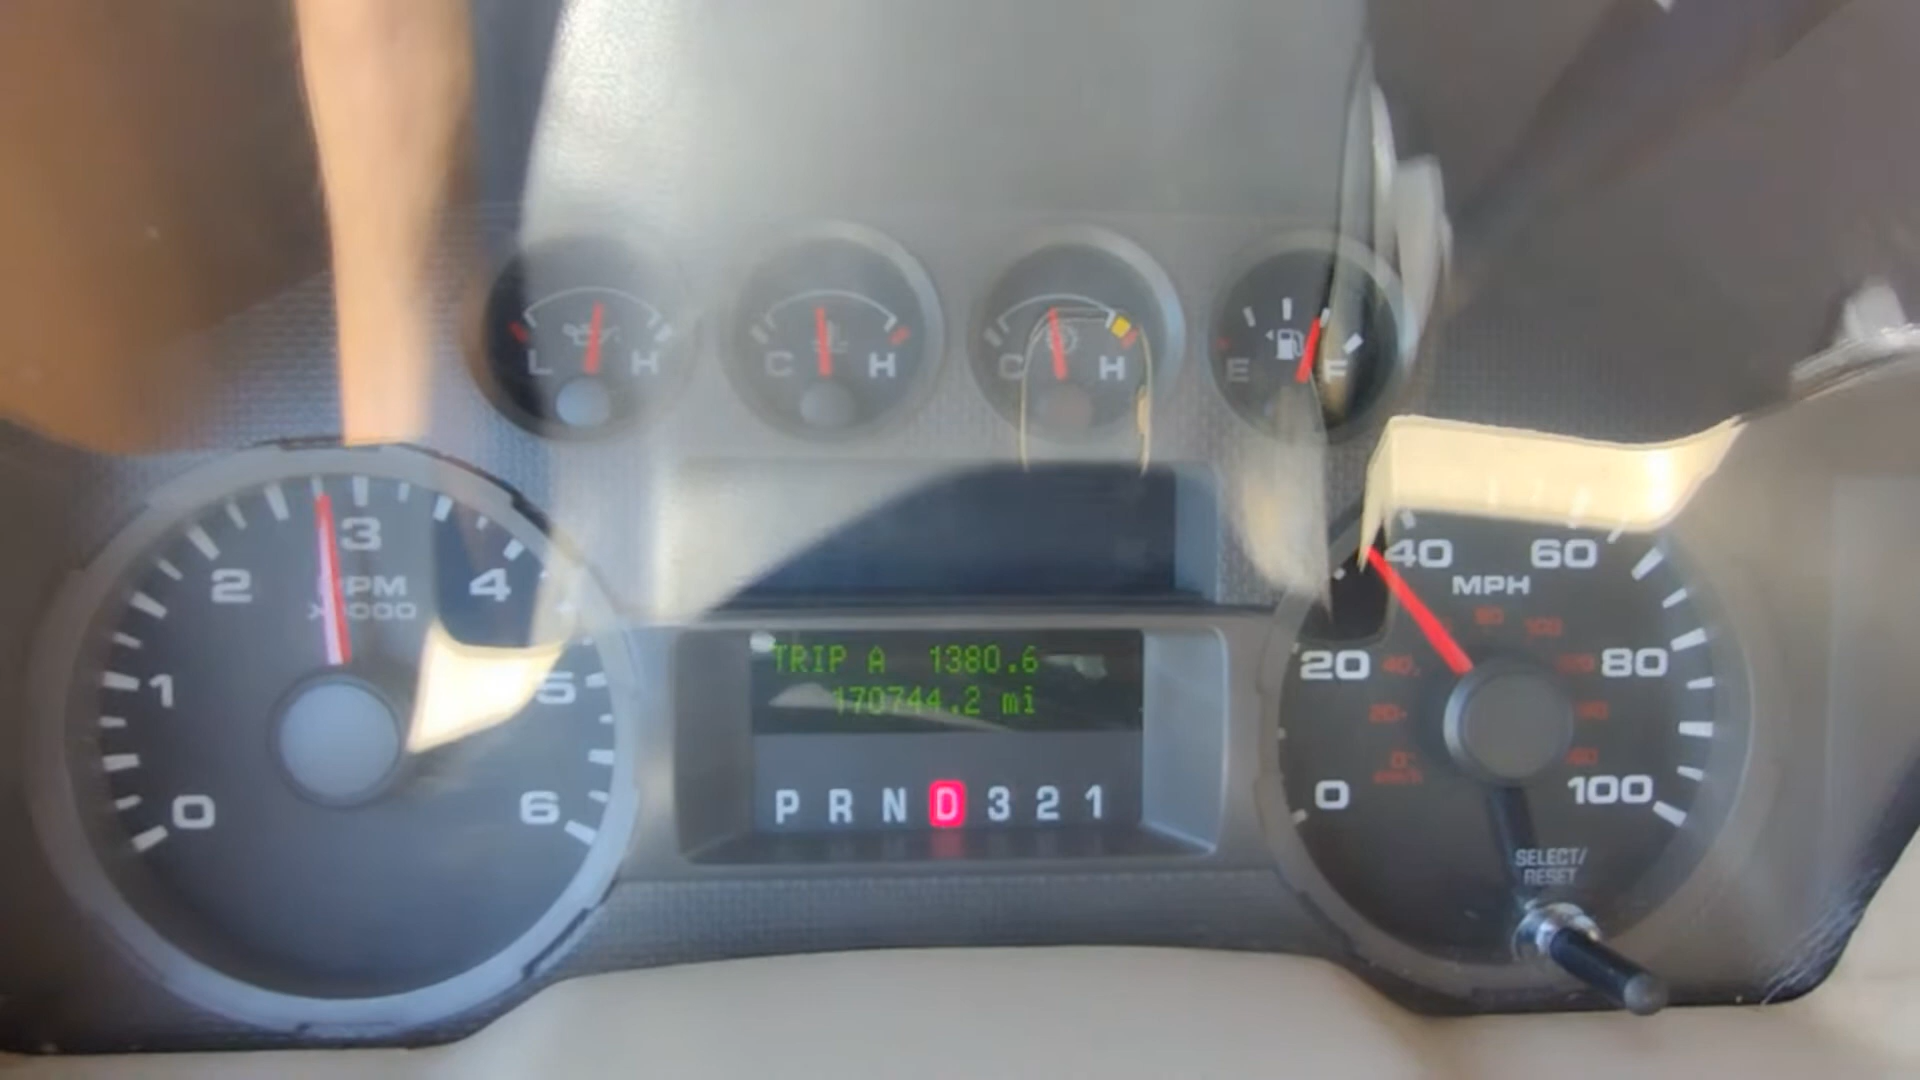 L H
C H
C H
E F
0 1 2 3 4 5 6
RPM
X1000
TRIP A 1380.6
170744.2 mi
P R N D 3 2 1
0 20 40 60 80 100
MPH
SELECT/
RESET